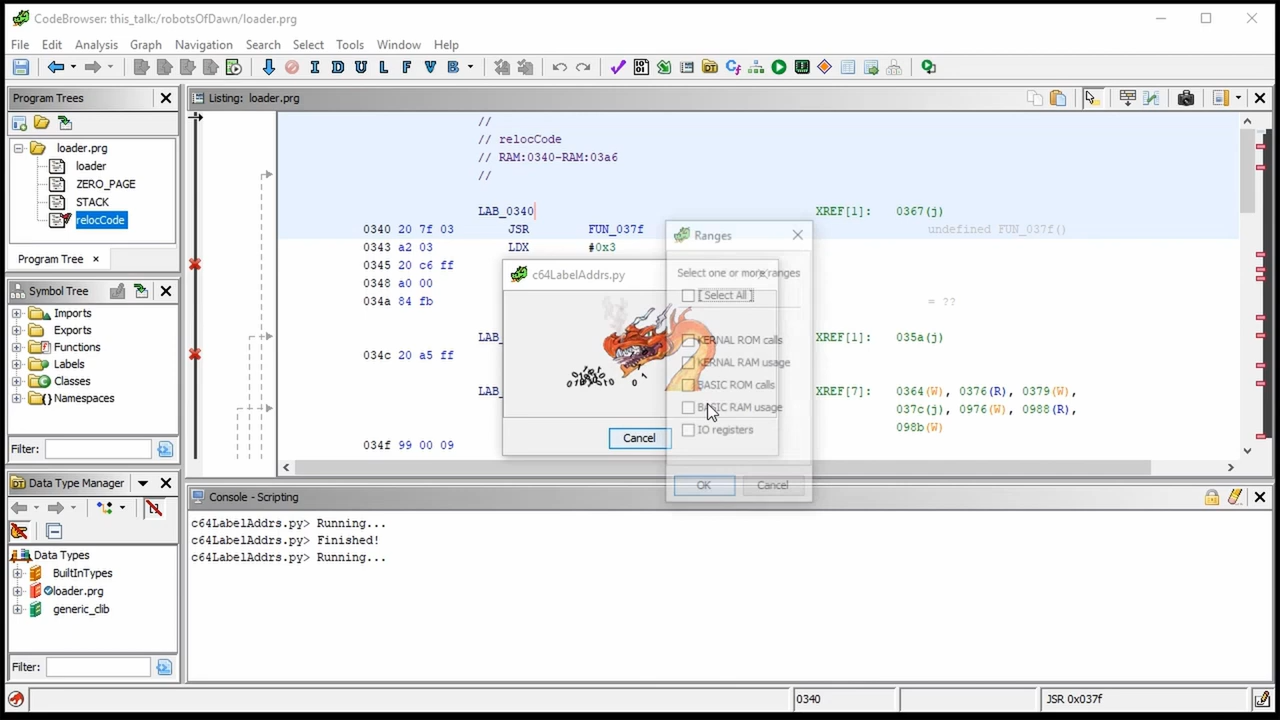 CodeBrowser: this_talk:/robotsOfDawn/loader.prg
File Edit Analysis Graph Navigation Search Select Tools Window Help
I D U L F V B
Program Trees
loader.prg
loader
ZERO_PAGE
STACK
relocCode
Program Tree
Symbol Tree
Imports
Exports
Functions
Labels
Classes
Namespaces
Filter:
Data Type Manager
Data Types
BuiltInTypes
loader.prg
generic_clib
Filter:
Listing: loader.prg
//
// relocCode
// RAM:0340-RAM:03a6
//
LAB_0340 XREF[1]: 0367(j)
0340 20 7f 03 JSR FUN_037f undefined FUN_037f()
0343 a2 03 LDX #0x3
0345 20 c6 ff
0348 a0 00
034a 84 fb = ??
LAB_ XREF[1]: 035a(j)
034c 20 a5 ff
LAB_ XREF[7]: 0364(W), 0376(R), 0379(W),
037c(j), 0976(W), 0988(R),
098b(W)
034f 99 00 09
c64LabelAddrs.py
Cancel
Ranges
Select one or more ranges
[ Select All ]
KERNAL ROM calls
KERNAL RAM usage
BASIC ROM calls
BASIC RAM usage
IO registers
OK Cancel
Console - Scripting
c64LabelAddrs.py> Running...
c64LabelAddrs.py> Finished!
c64LabelAddrs.py> Running...
0340 JSR 0x037f